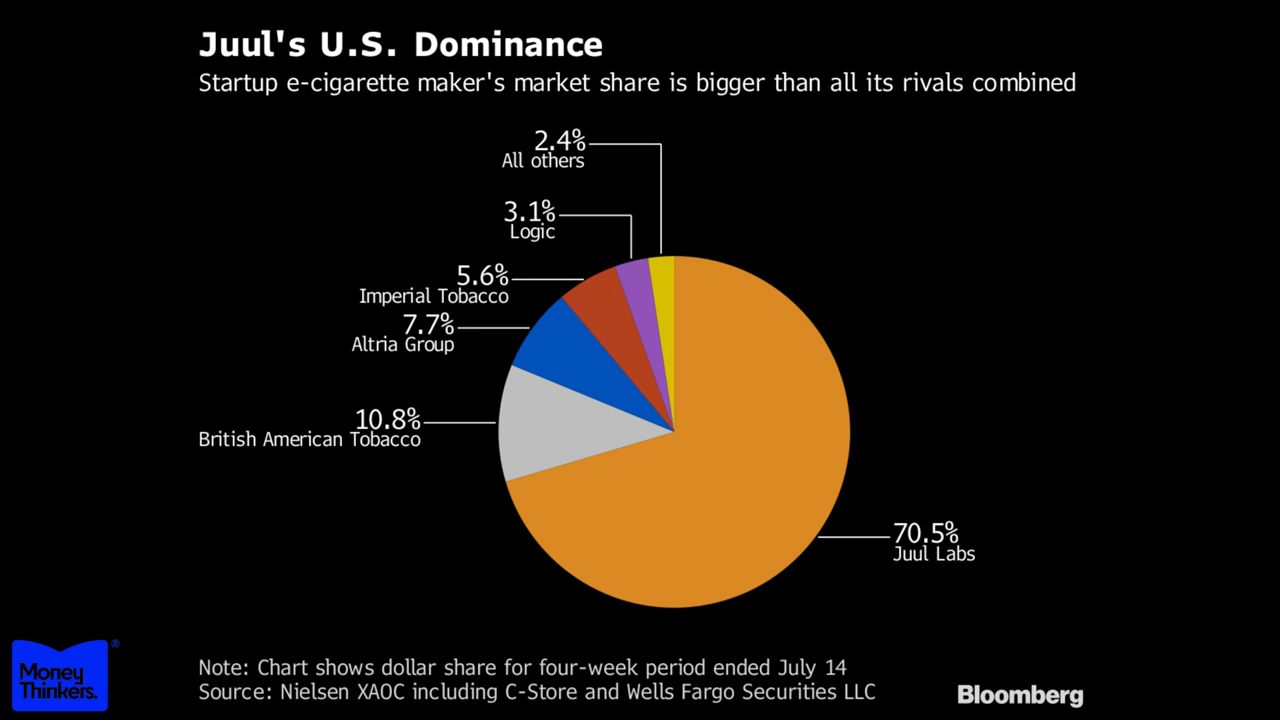 Juul's U.S. Dominance
Startup e-cigarette maker's market share is bigger than all its rivals combined
2.4%
All others
3.1%
Logic
5.6%
Imperial Tobacco
7.7%
Altria Group
10.8%
British American Tobacco
70.5%
Juul Labs
Note: Chart shows dollar share for four-week period ended July 14
Source: Nielsen XAOC including C-Store and Wells Fargo Securities LLC
Bloomberg
Money
Thinkers.
®